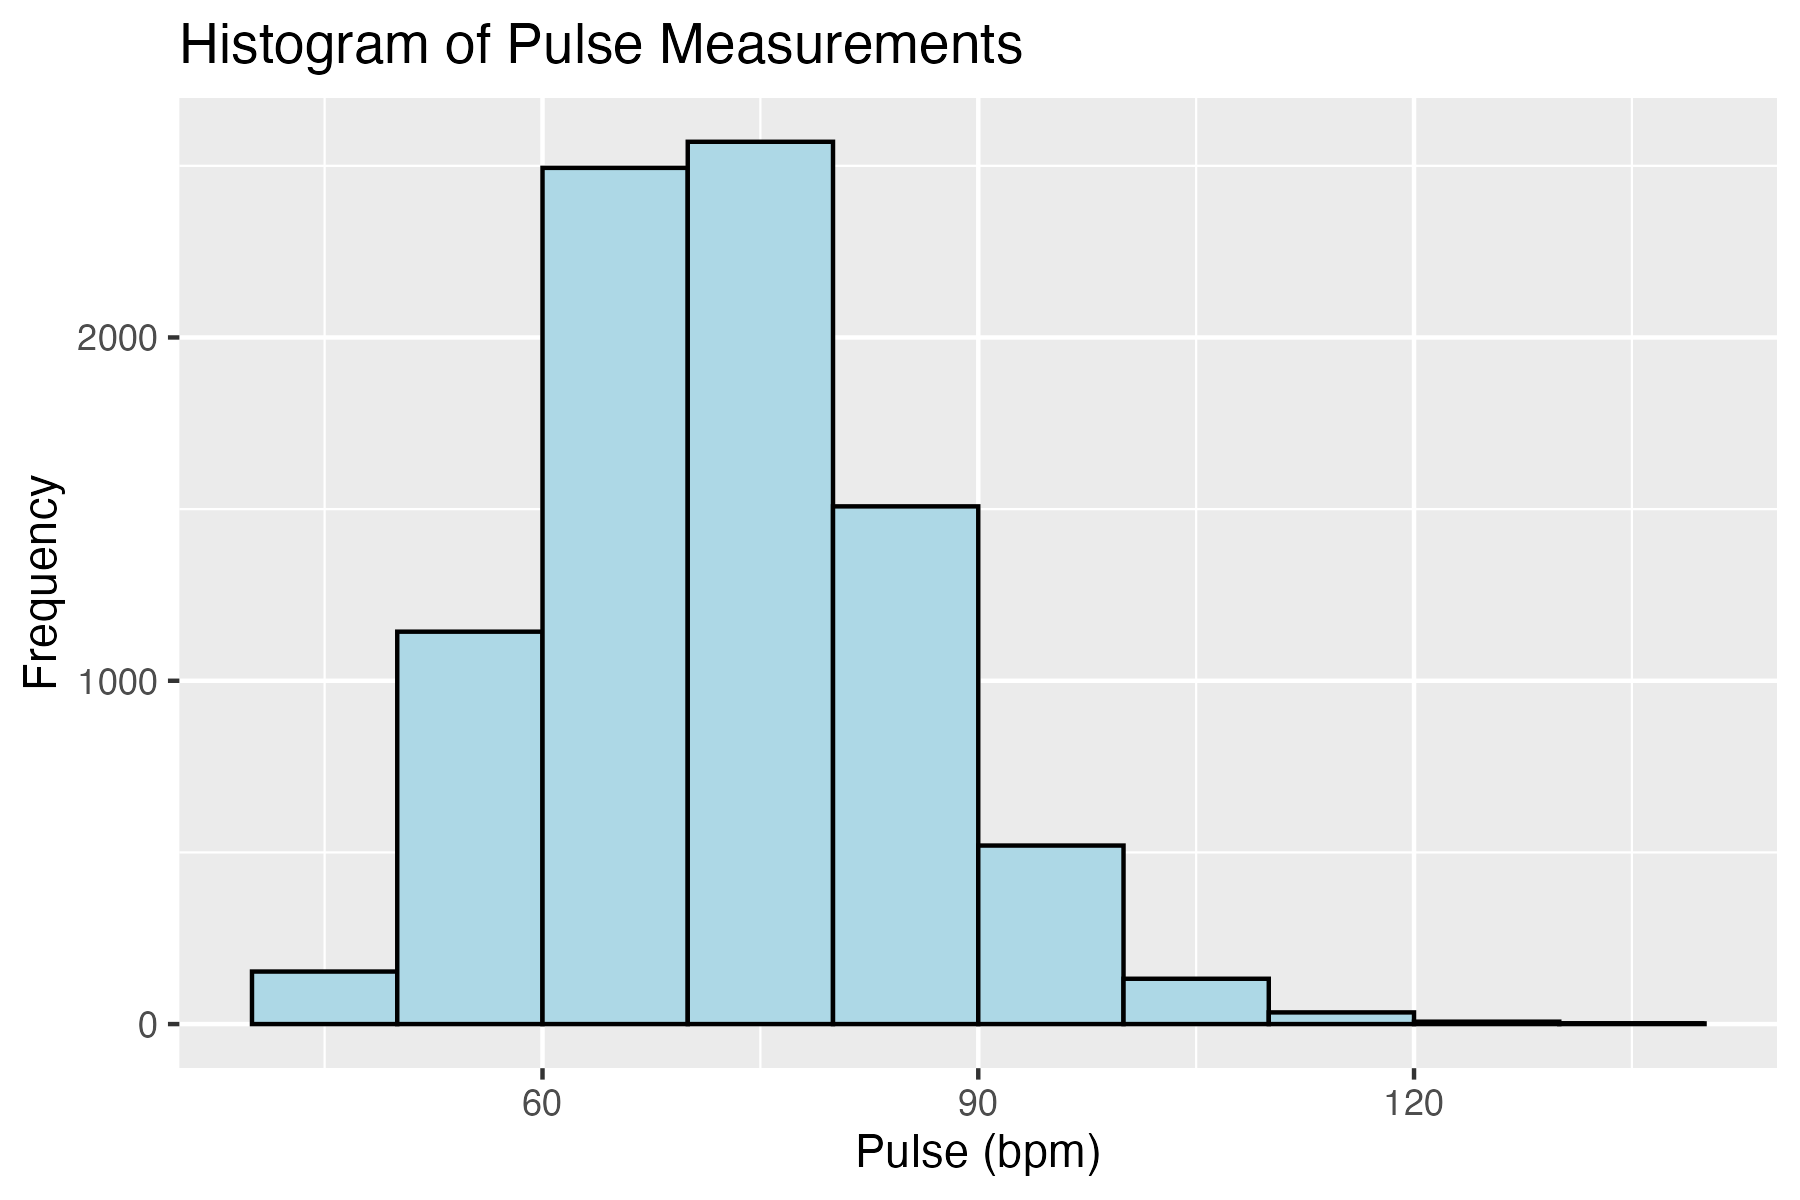 Histogram of Pulse Measurements
Frequency
2000
1000
0
60 90 120
Pulse (bpm)